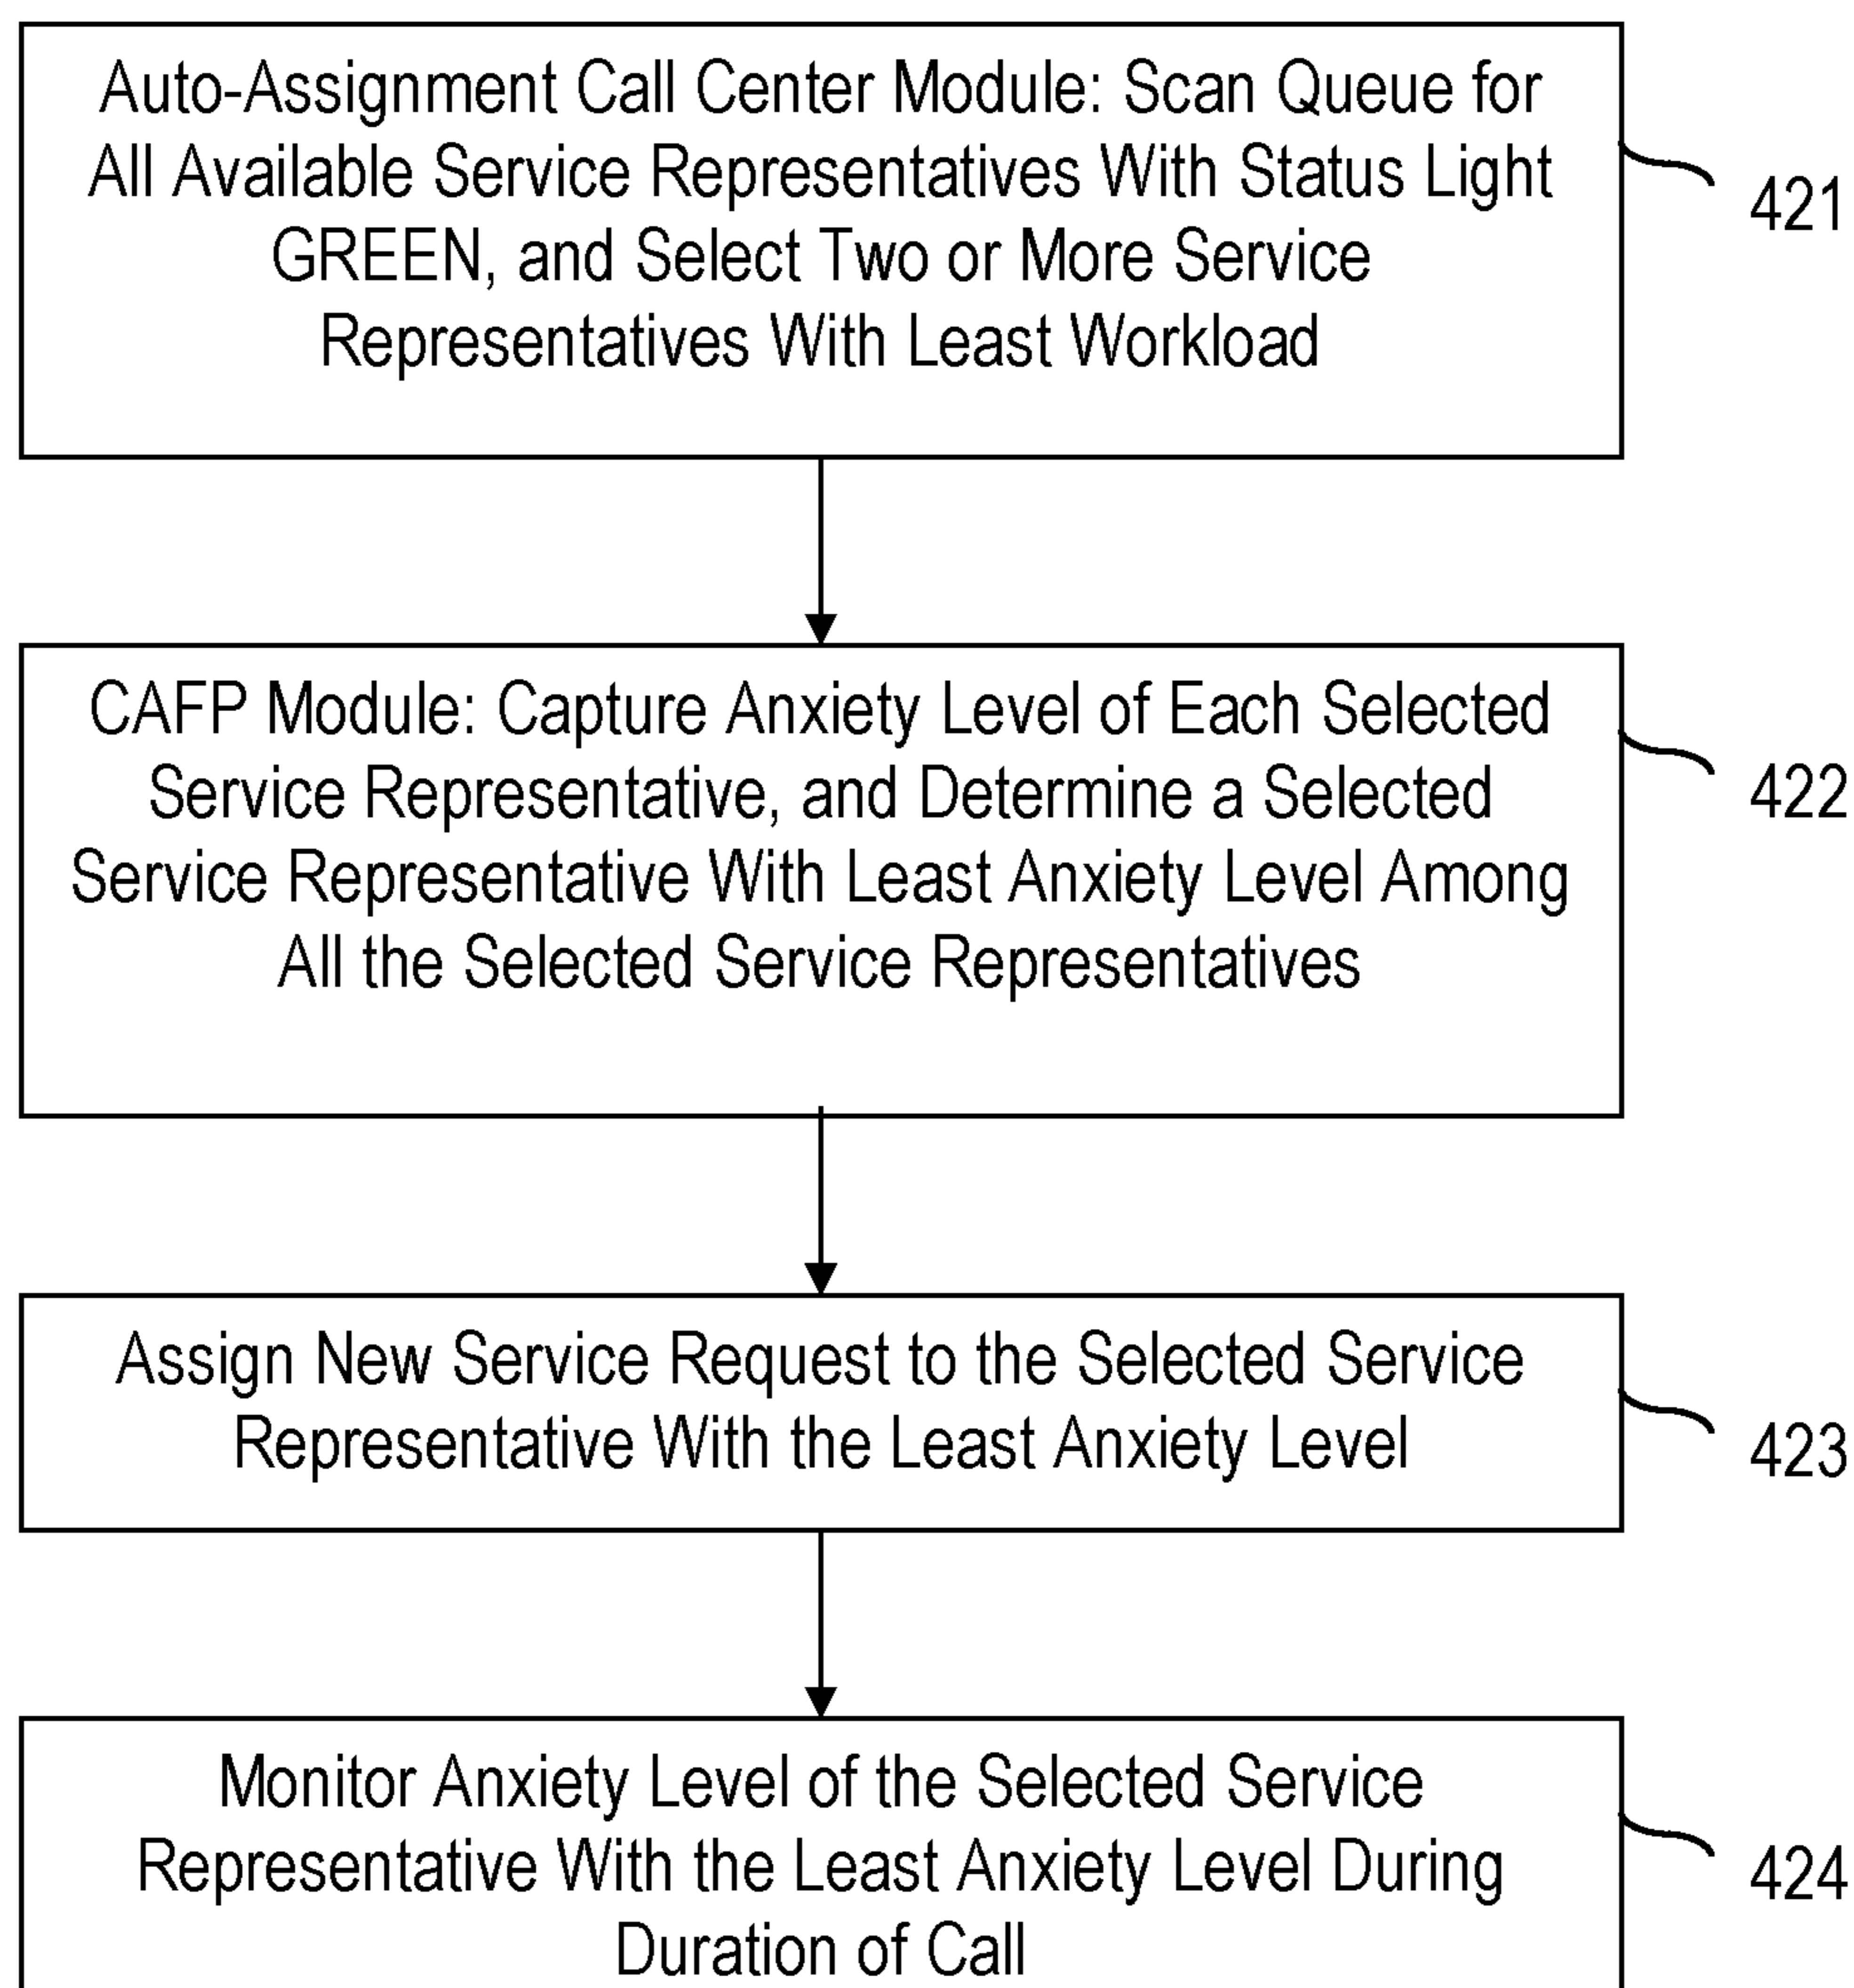 Auto-Assignment Call Center Module: Scan Queue for
All Available Service Representatives With Status Light
GREEN, and Select Two or More Service
Representatives With Least Workload
421
CAFP Module: Capture Anxiety Level of Each Selected
Service Representative, and Determine a Selected
Service Representative With Least Anxiety Level Among
All the Selected Service Representatives
422
Assign New Service Request to the Selected Service
Representative With the Least Anxiety Level
423
Monitor Anxiety Level of the Selected Service
Representative With the Least Anxiety Level During
Duration of Call
424